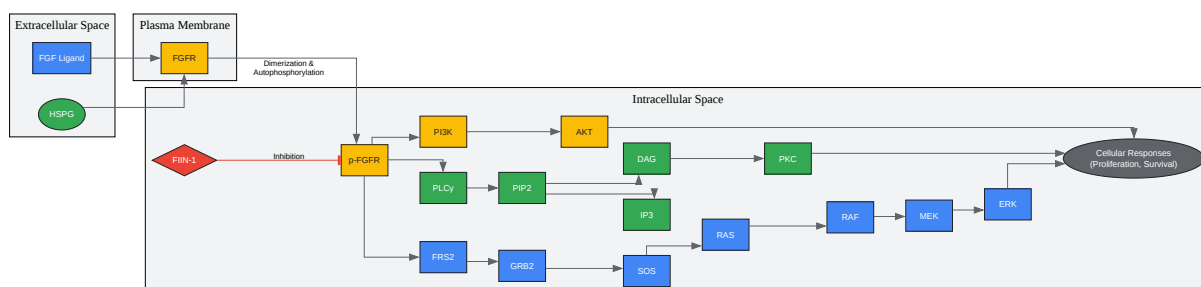 Extracellular Space
Plasma Membrane
FGF Ligand
FGFR
Dimerization &
Autophosphorylation
HSPG
Intracellular Space
PI3K
AKT
FIIN-1
Inhibition
p-FGFR
DAG
PKC
Cellular Responses
(Proliferation, Survival)
PLCγ
PIP2
IP3
ERK
RAF
MEK
RAS
FRS2
GRB2
SOS